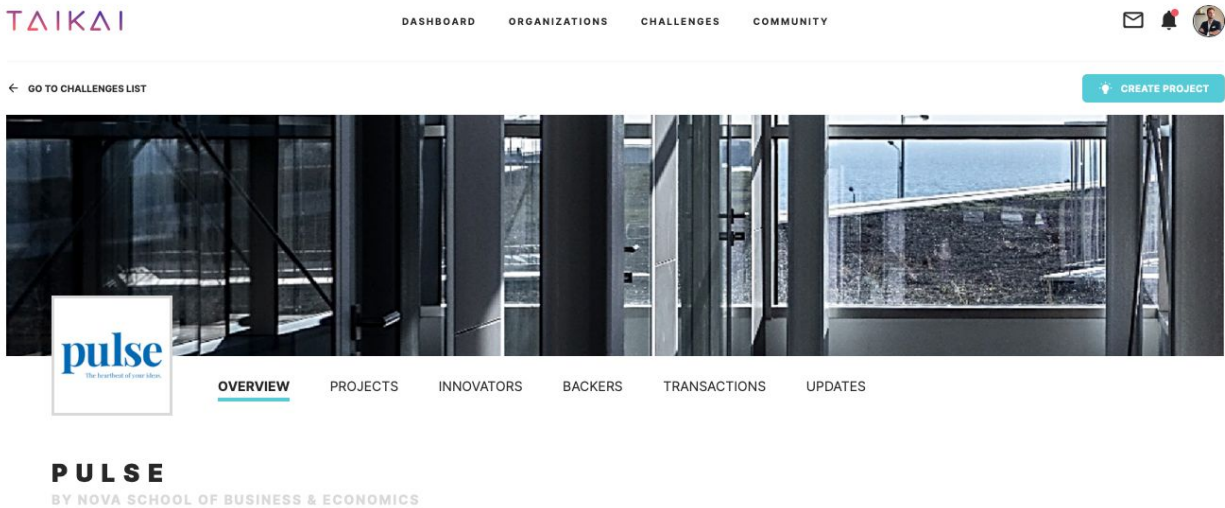 TAIKAI
DASHBOARD ORGANIZATIONS CHALLENGES COMMUNITY
GO TO CHALLENGES LIST
CREATE PROJECT
pulse
The heartbeat of your ideas.
OVERVIEW PROJECTS INNOVATORS BACKERS TRANSACTIONS UPDATES
PULSE
BY NOVA SCHOOL OF BUSINESS & ECONOMICS